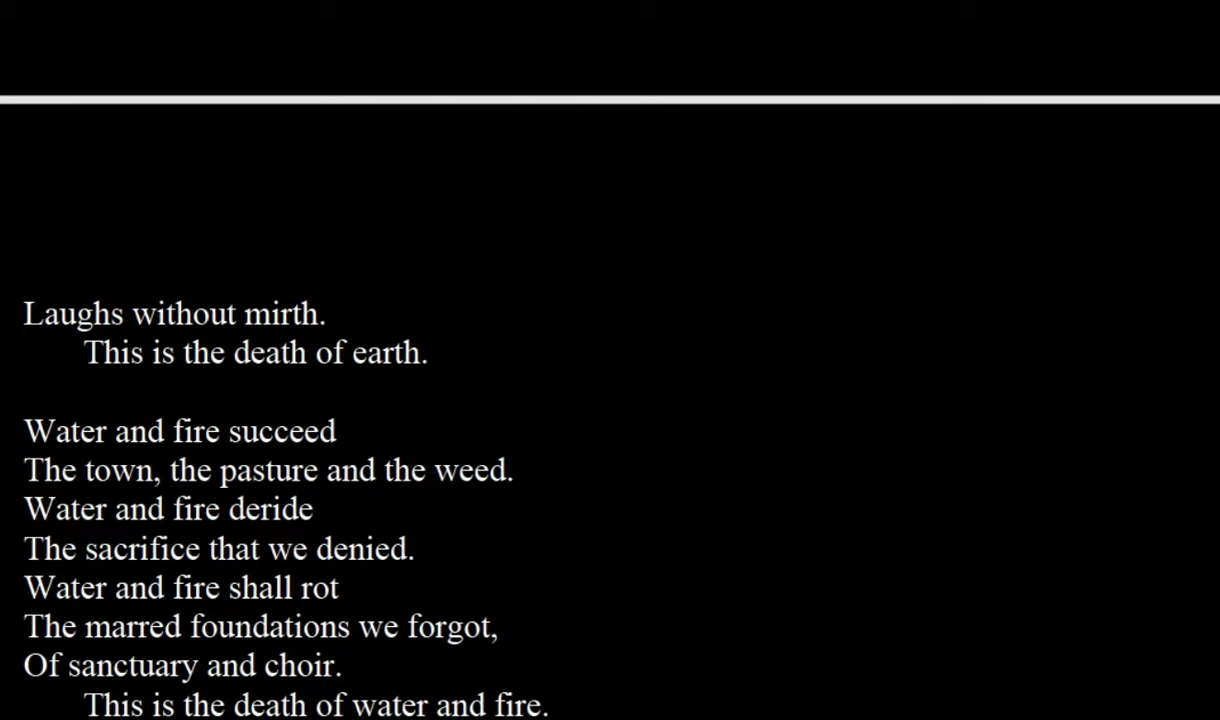 Laughs without mirth.
This is the death of earth.
Water and fire succeed
The town, the pasture and the weed.
Water and fire deride
The sacrifice that we denied.
Water and fire shall rot
The marred foundations we forgot,
Of sanctuary and choir.
This is the death of water and fire.